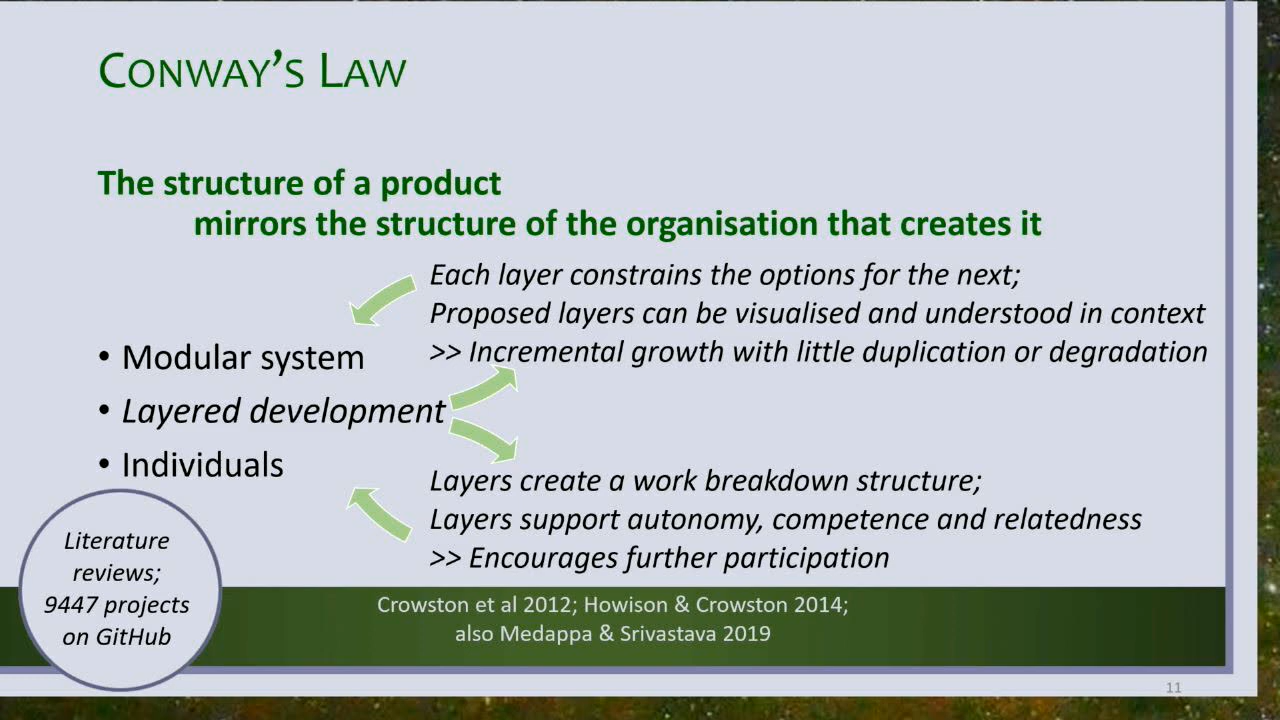 CONWAY'S LAW
The structure of a product
mirrors the structure of the organisation that creates it
Each layer constrains the options for the next;
Proposed layers can be visualised and understood in context
>> Incremental growth with little duplication or degradation
• Modular system
• Layered development
• Individuals
Layers create a work breakdown structure;
Layers support autonomy, competence and relatedness
>> Encourages further participation
Literature
reviews;
9447 projects
on GitHub
Crowston et al 2012; Howison & Crowston 2014;
also Medappa & Srivastava 2019
11